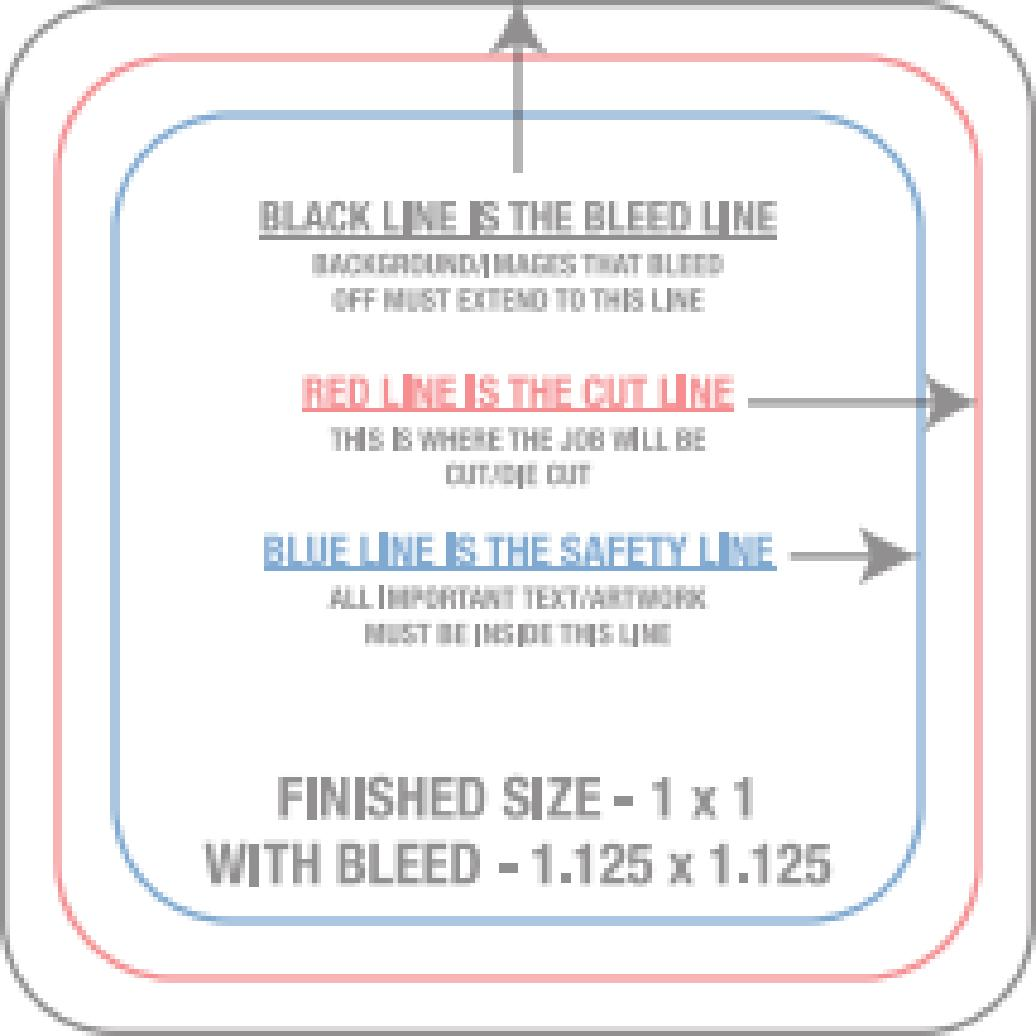 BLACK LINE IS THE BLEED LINE
BACKGROUND/IMAGES THAT BLEED
OFF MUST EXTEND TO THIS LINE
RED LINE IS THE CUT LINE
THIS IS WHERE THE JOB WILL BE
CUT/DIE CUT
BLUE LINE IS THE SAFETY LINE
ALL IMPORTANT TEXT/ARTWORK
MUST BE INSIDE THIS LINE
FINISHED SIZE - 1 x 1
WITH BLEED - 1.125 x 1.125